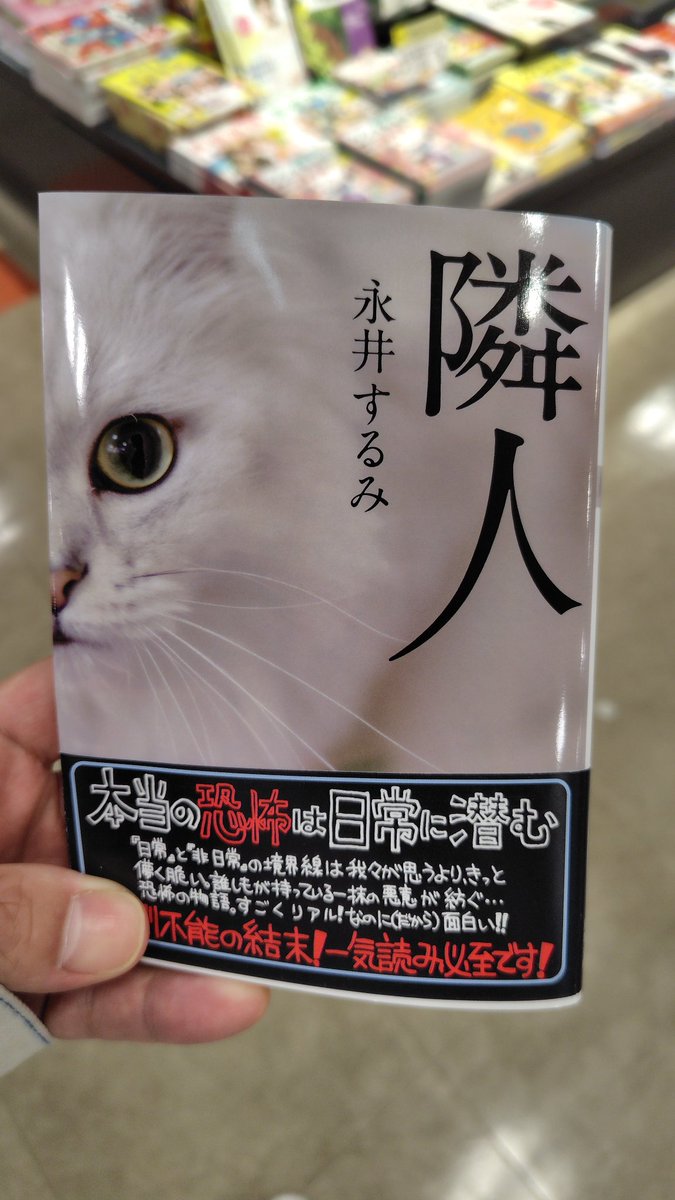 隣人
永井するみ
本当の恐怖は日常に潜む
『日常』と『非日常』の境界線は我々が思うより、きっと
儚く脆い。誰しもが持っている一抹の悪意が紡ぐ…
恐怖の物語。すごくリアル!なのに(だから)面白い!!
不能の結末!一気読み必至です!